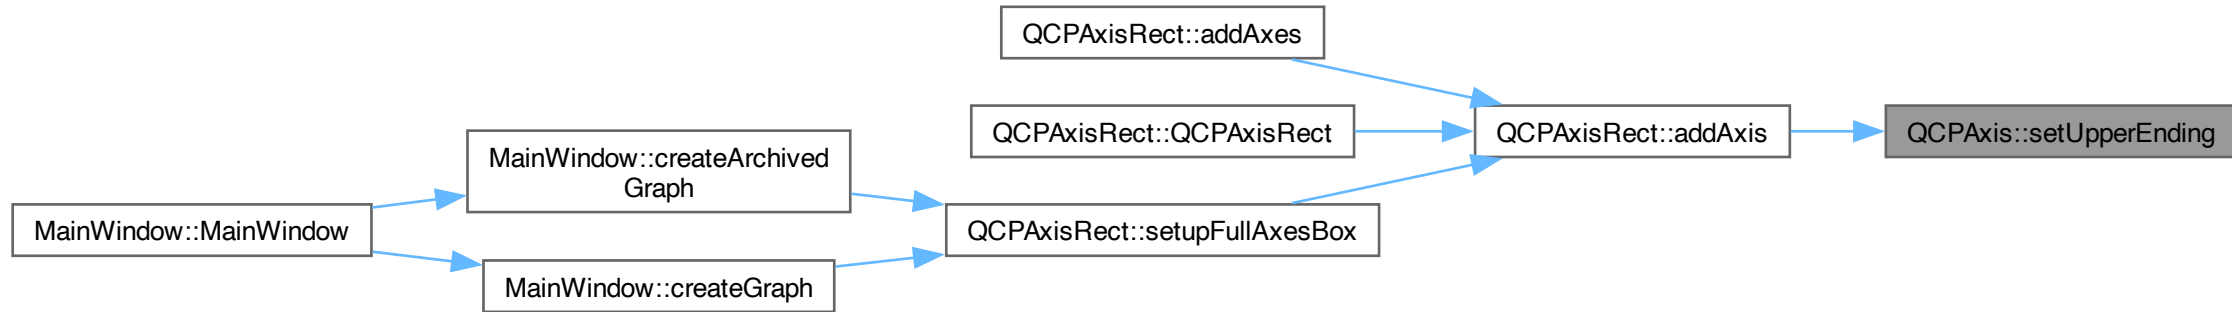 QCPAxisRect::addAxes
QCPAxisRect::QCPAxisRect
QCPAxisRect::addAxis
QCPAxis::setUpperEnding
MainWindow::createArchived
Graph
MainWindow::MainWindow
QCPAxisRect::setupFullAxesBox
MainWindow::createGraph